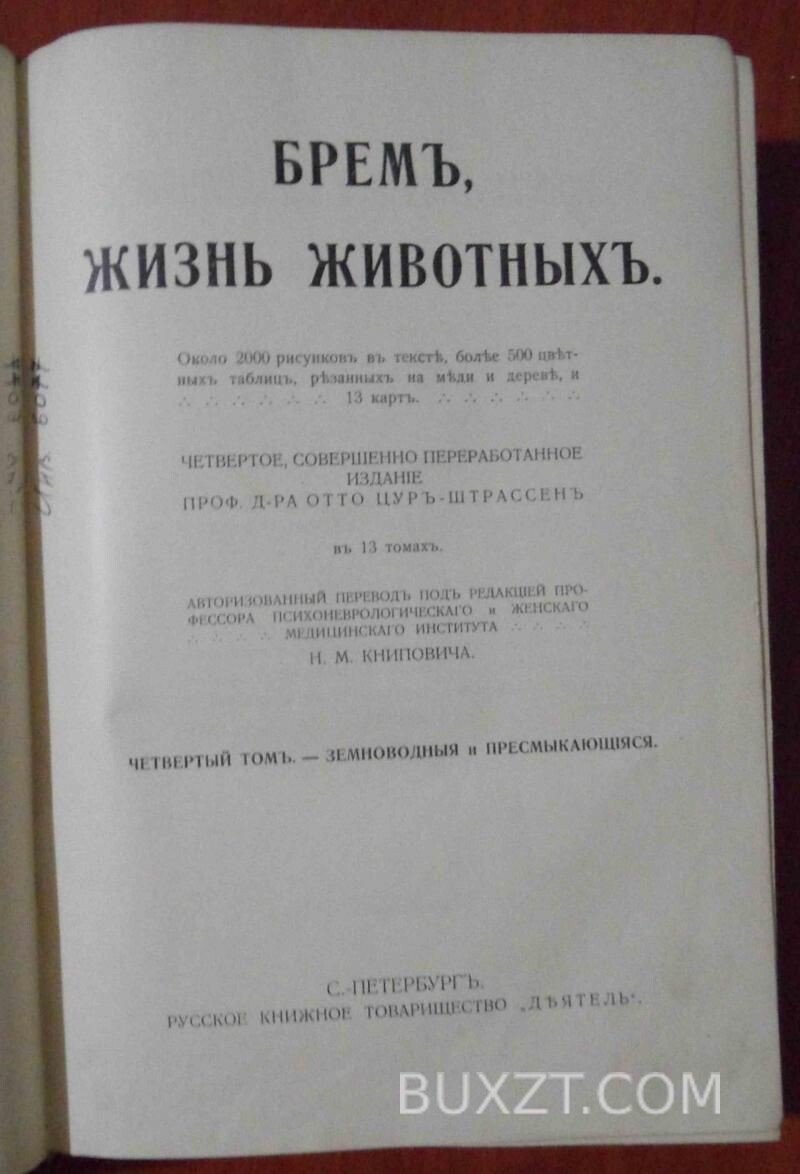 БРЕМЪ,
ЖИЗНЬ ЖИВОТНЫХЪ.
Около 2000 рисунковъ въ текстѣ, болѣе 500 цвѣт-
ныхъ таблицъ, рѣзанныхъ на мѣди и деревѣ, и
13 картъ.
ЧЕТВЕРТОЕ, СОВЕРШЕННО ПЕРЕРАБОТАННОЕ
ИЗДАНІЕ
ПРОФ. Д-РА ОТТО ЦУРЪ-ШТРАССЕНЪ
въ 13 томахъ.
АВТОРИЗОВАННЫЙ ПЕРЕВОДЪ ПОДЪ РЕДАКЦІЕЙ ПРО-
ФЕССОРА ПСИХОНЕВРОЛОГИЧЕСКАГО и ЖЕНСКАГО
МЕДИЦИНСКАГО ИНСТИТУТА
Н. М. КНИПОВИЧА.
ЧЕТВЕРТЫЙ ТОМЪ. — ЗЕМНОВОДНЫЯ и ПРЕСМЫКАЮЩІЯСЯ.
С.-ПЕТЕРБУРГЪ.
РУССКОЕ КНИЖНОЕ ТОВАРИЩЕСТВО „ДѢЯТЕЛЬ“.
BUXZT.COM